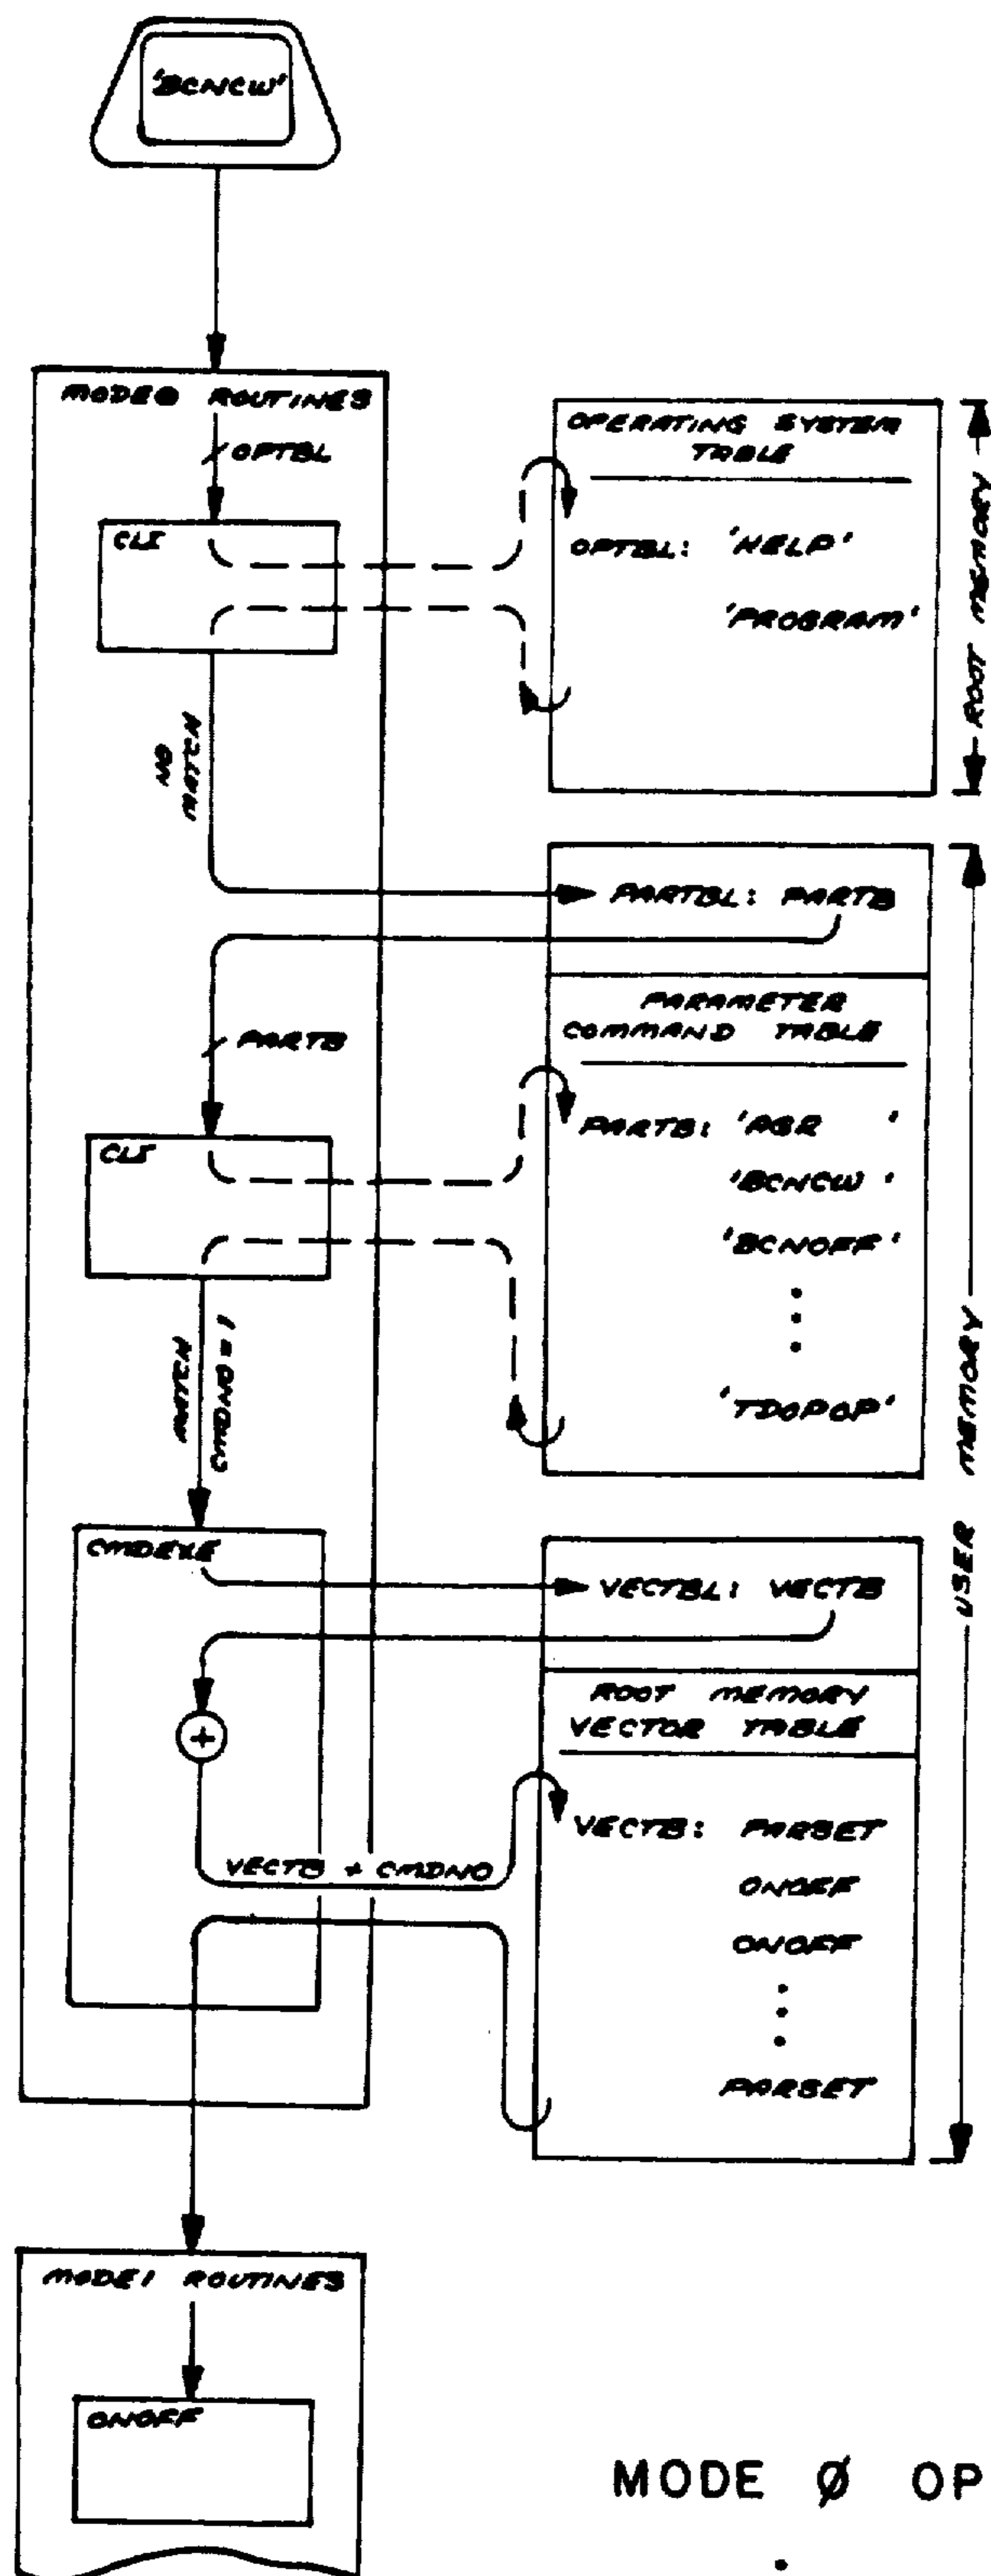 'BCNCW'
MODEØ ROUTINES
OPTBL
CLI
OPERATING SYSTEM
TABLE
OPTBL: 'HELP'
'PROGRAM'
ROOT MEMORY
NO
MATCH
PARTBL: PARTB
PARAMETER
COMMAND TABLE
PARTB
CLI
PARTB: 'AGR '
'BCNCW '
'BCNOFF'
'TDOPOP'
MATCH
CMDNO = 1
USER MEMORY
CMDEXE
VECTBL: VECTB
ROOT MEMORY
VECTOR TABLE
VECTB: PARSET
VECTB + CMDNO
ONOFF
ONOFF
PARSET
MODE1 ROUTINES
ONOFF
MODE Ø OP